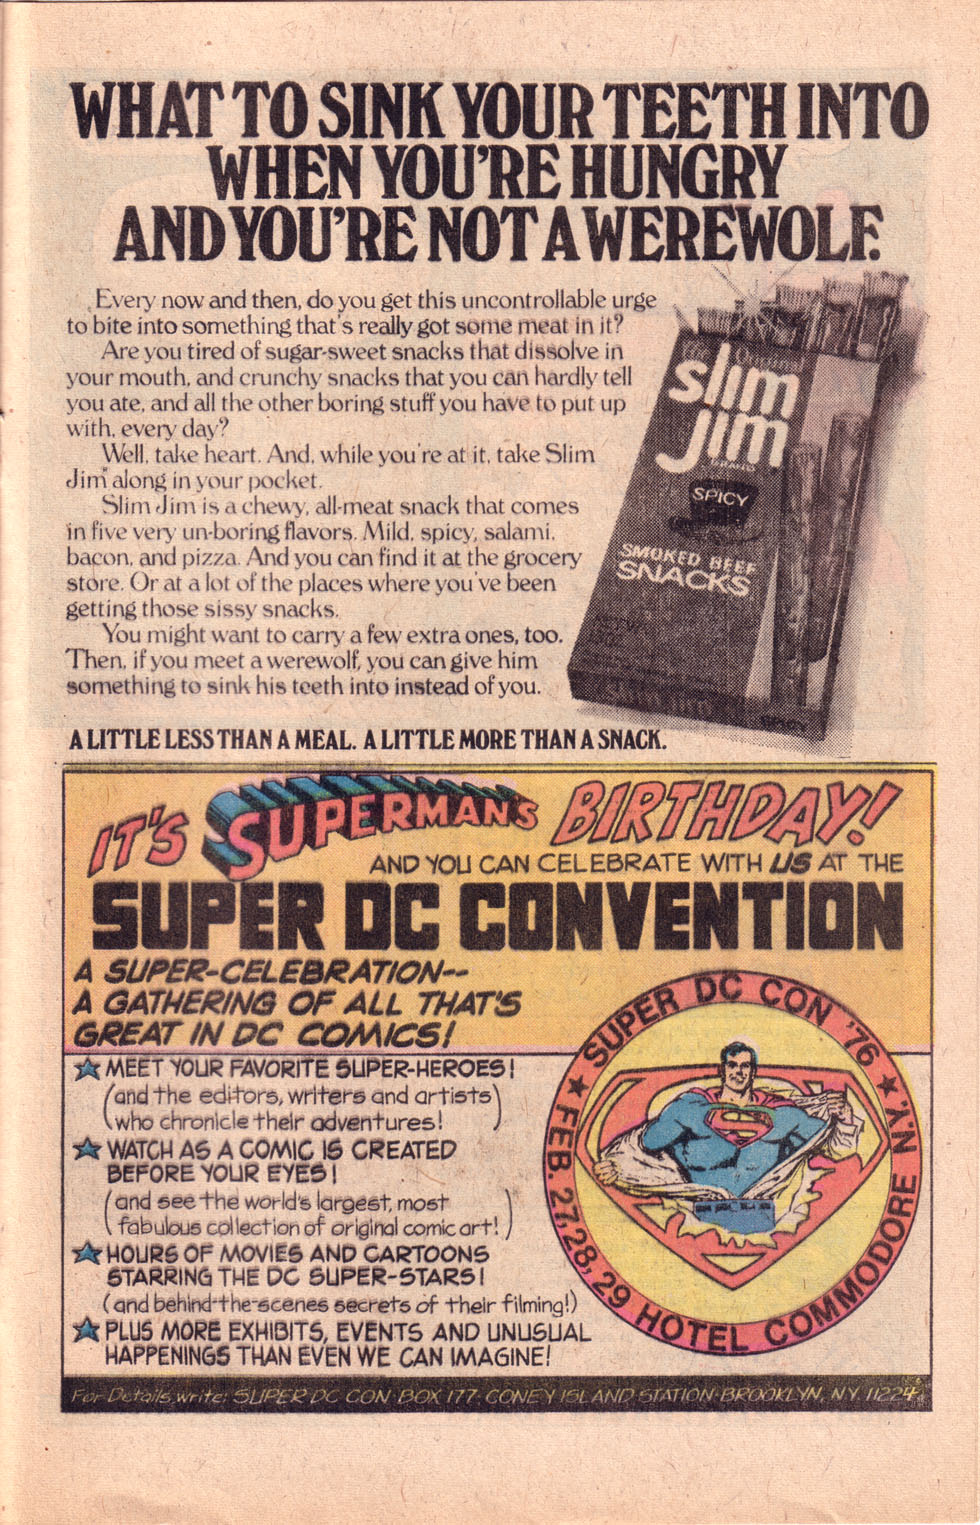 WHAT TO SINK YOUR TEETH INTO
WHEN YOU'RE HUNGRY
AND YOU'RE NOT A WEREWOLF.
Every now and then, do you get this uncontrollable urge
to bite into something that's really got some meat in it?
Are you tired of sugar-sweet snacks that dissolve in
your mouth, and crunchy snacks that you can hardly tell
you ate, and all the other boring stuff you have to put up
with, every day?
Well, take heart. And, while you're at it, take Slim
Jim® along in your pocket.
Slim Jim is a chewy, all-meat snack that comes
in five very un-boring flavors. Mild, spicy, salami,
bacon, and pizza. And you can find it at the grocery
store. Or at a lot of the places where you've been
getting those sissy snacks.
You might want to carry a few extra ones, too.
Then, if you meet a werewolf, you can give him
something to sink his teeth into instead of you.
slim
jim
BRAND
SPICY
SMOKED BEEF
SNACKS
SPICY
A LITTLE LESS THAN A MEAL. A LITTLE MORE THAN A SNACK.
IT'S SUPERMAN'S BIRTHDAY!
AND YOU CAN CELEBRATE WITH US AT THE
SUPER DC CONVENTION
A SUPER-CELEBRATION--
A GATHERING OF ALL THAT'S
GREAT IN DC COMICS!
MEET YOUR FAVORITE SUPER-HEROES!
(and the editors, writers and artists
who chronicle their adventures!)
WATCH AS A COMIC IS CREATED
BEFORE YOUR EYES!
(and see the world's largest, most
fabulous collection of original comic art!)
HOURS OF MOVIES AND CARTOONS
STARRING THE DC SUPER-STARS!
(and behind-the-scenes secrets of their filming!)
PLUS MORE EXHIBITS, EVENTS AND UNUSUAL
HAPPENINGS THAN EVEN WE CAN IMAGINE!
★ SUPER DC CON '76 ★
N.Y.
FEB. 27, 28, 29 HOTEL COMMODORE
S
For Details, write: SUPER DC CON·BOX 177·CONEY ISLAND STATION·BROOKLYN, N.Y. 11224